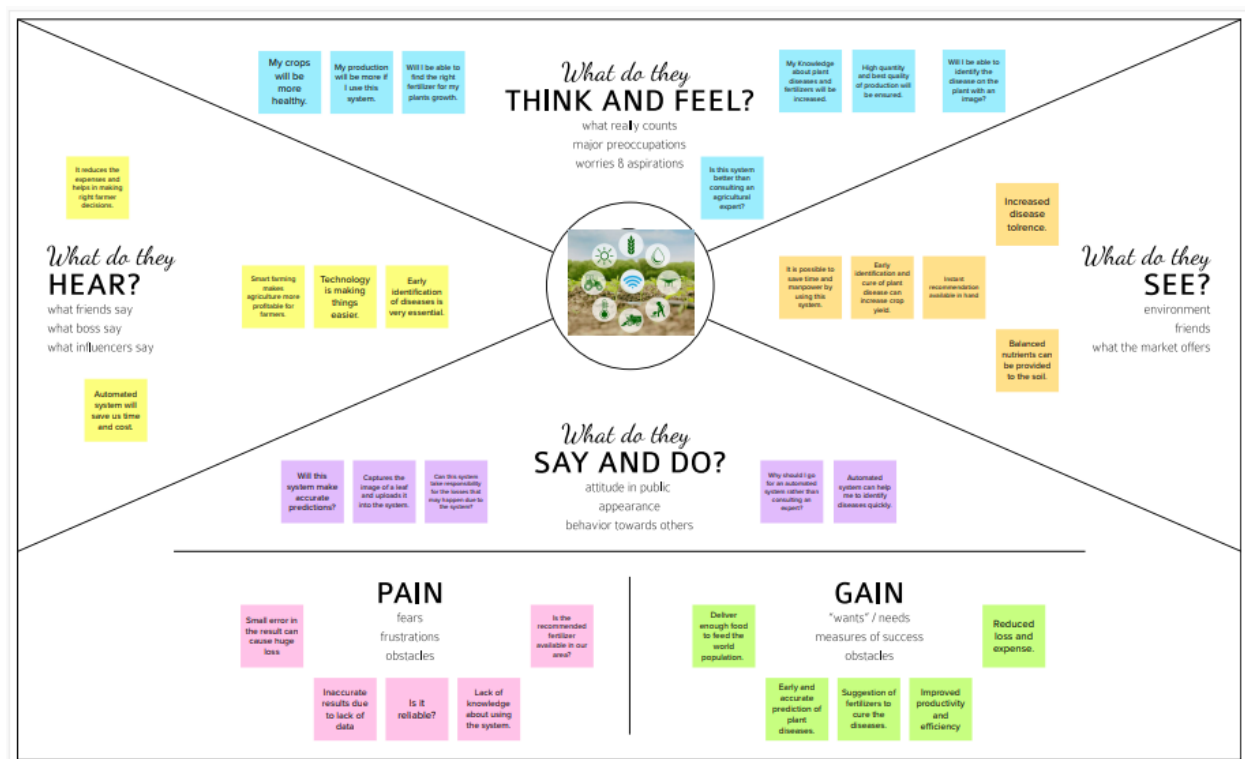 My crops
will be
more
healthy.
My production
will be more if
I use this
system.
Will I be able to
find the right
fertilizer for my
plants growth.
What do they
THINK AND FEEL?
what really counts
major preoccupations
worries & aspirations
My Knowledge
about plant
diseases and
fertilizers will be
increased.
High quantity
and best quality
of production will
be ensured.
Will I be able to
identify the
disease on the
plant with an
image?
Is this system
better than
consulting an
agricultural
expert?
It reduces the
expenses and
helps in making
right farmer
decisions.
What do they
HEAR?
what friends say
what boss say
what influencers say
Smart farming
makes
agriculture more
profitable for
farmers.
Technology
is making
things
easier.
Early
identification
of diseases is
very essential.
Automated
system will
save us time
and cost.
Increased
disease
tolrence.
What do they
SEE?
environment
friends
what the market offers
It is possible to
save time and
manpower by
using this
system.
Early
identification and
cure of plant
disease can
increase crop
yield.
Instant
recommendation
available in hand
Balanced
nutrients can
be provided
to the soil.
What do they
SAY AND DO?
attitude in public
appearance
behavior towards others
Will this
system make
accurate
predictions?
Captures the
image of a leaf
and uploads it
into the system.
Can this system
take responsibility
for the losses that
may happen due to
the system?
Why should I go
for an automated
system rather than
consulting an
expert?
Automated
system can help
me to identify
diseases quickly.
PAIN
fears
frustrations
obstacles
Small error in
the result can
cause huge
loss
Inaccurate
results due
to lack of
data
Is it
reliable?
Lack of
knowledge
about using
the system.
Is the
recommended
fertilizer
available in our
area?
GAIN
"wants" / needs
measures of success
obstacles
Deliver
enough food
to feed the
world
population.
Early and
accurate
prediction of
plant
diseases.
Suggestion of
fertilizers to
cure the
diseases.
Improved
productivity
and
efficiency
Reduced
loss and
expense.